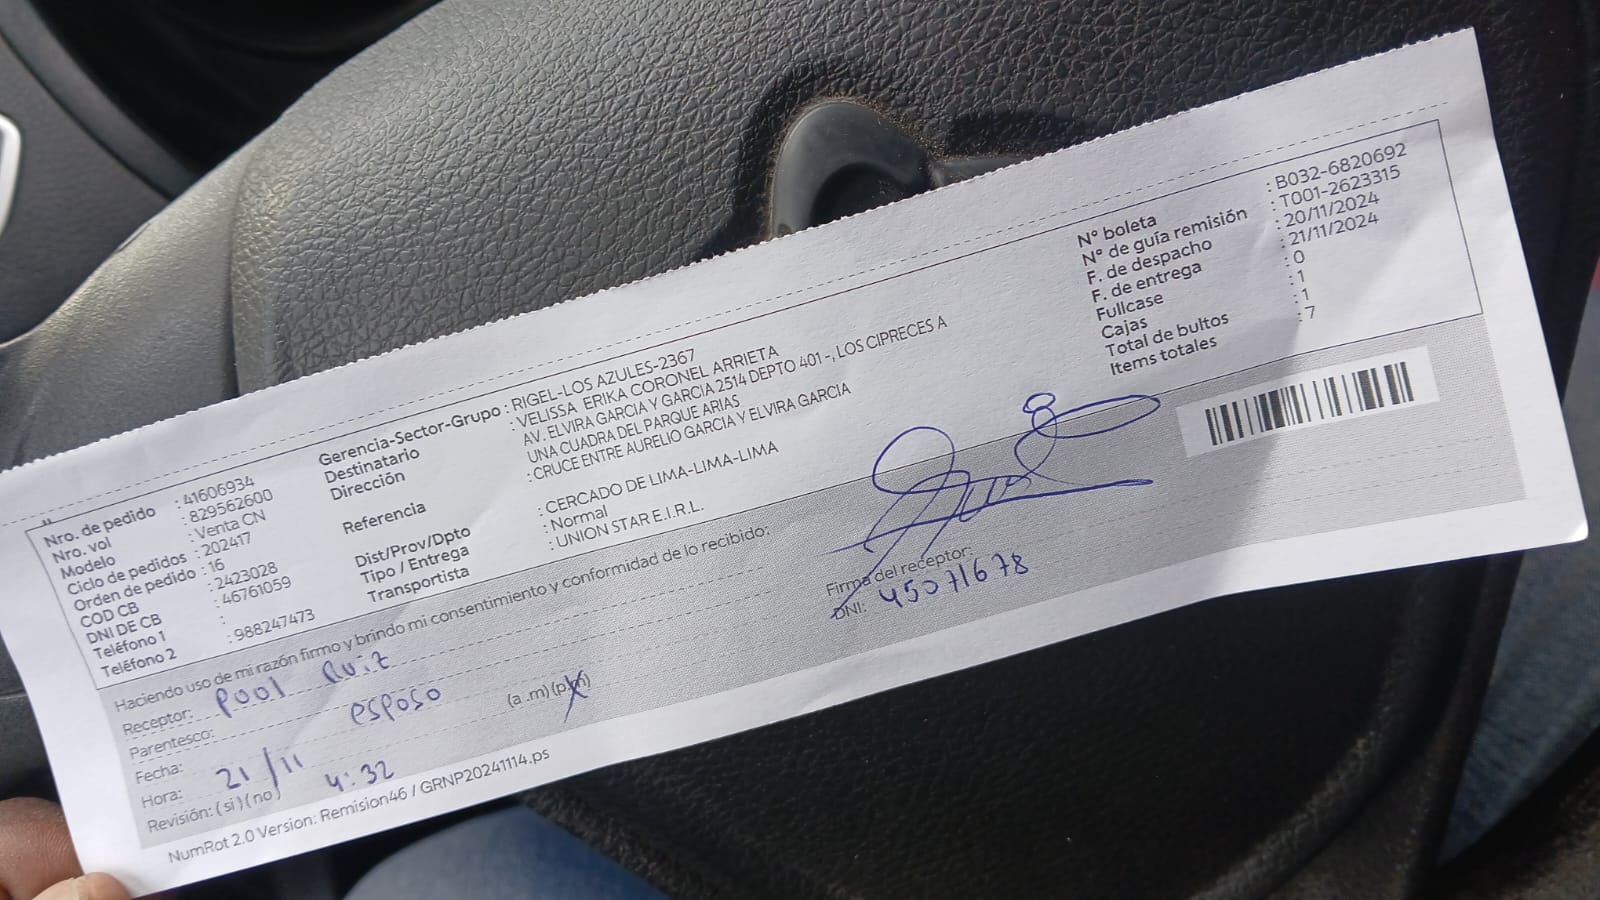 Nro. de pedido : 41606934
Nro. vol : 829562600
Modelo : Venta CN
Ciclo de pedidos : 202417
Orden de pedido : 16
COD CB : 2423028
DNI DE CB : 46761059
Teléfono 1 :
Teléfono 2 : 988247473
Gerencia-Sector-Grupo : RIGEL-LOS AZULES-2367
Destinatario : VELISSA ERIKA CORONEL ARRIETA
Dirección AV. ELVIRA GARCIA Y GARCIA 2514 DEPTO 401 -, LOS CIPRECES A
UNA CUADRA DEL PARQUE ARIAS
Referencia : CRUCE ENTRE AURELIO GARCIA Y ELVIRA GARCIA
Dist/Prov/Dpto : CERCADO DE LIMA-LIMA-LIMA
Tipo / Entrega : Normal
Transportista : UNION STAR E.I.R.L.
N° boleta : B032-6820692
N° de guía remisión : T001-2623315
F. de despacho : 20/11/2024
F. de entrega : 21/11/2024
Fullcase : 0
Cajas : 1
Total de bultos : 1
Items totales : 7
Haciendo uso de mi razón firmo y brindo mi consentimiento y conformidad de lo recibido:
Receptor: Pool Ruiz
Parentesco: esposo
Fecha: 21/11
Hora: 4:32 (a .m) (p.m)
Revisión: (si) (no)
Firma del receptor:
DNI: 45071678
NumRot 2.0 Version: Remision46 / GRNP20241114.ps